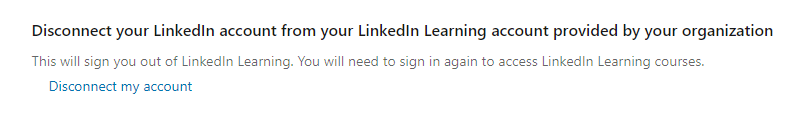 Disconnect your LinkedIn account from your LinkedIn Learning account provided by your organization
This will sign you out of LinkedIn Learning. You will need to sign in again to access LinkedIn Learning courses.
Disconnect my account